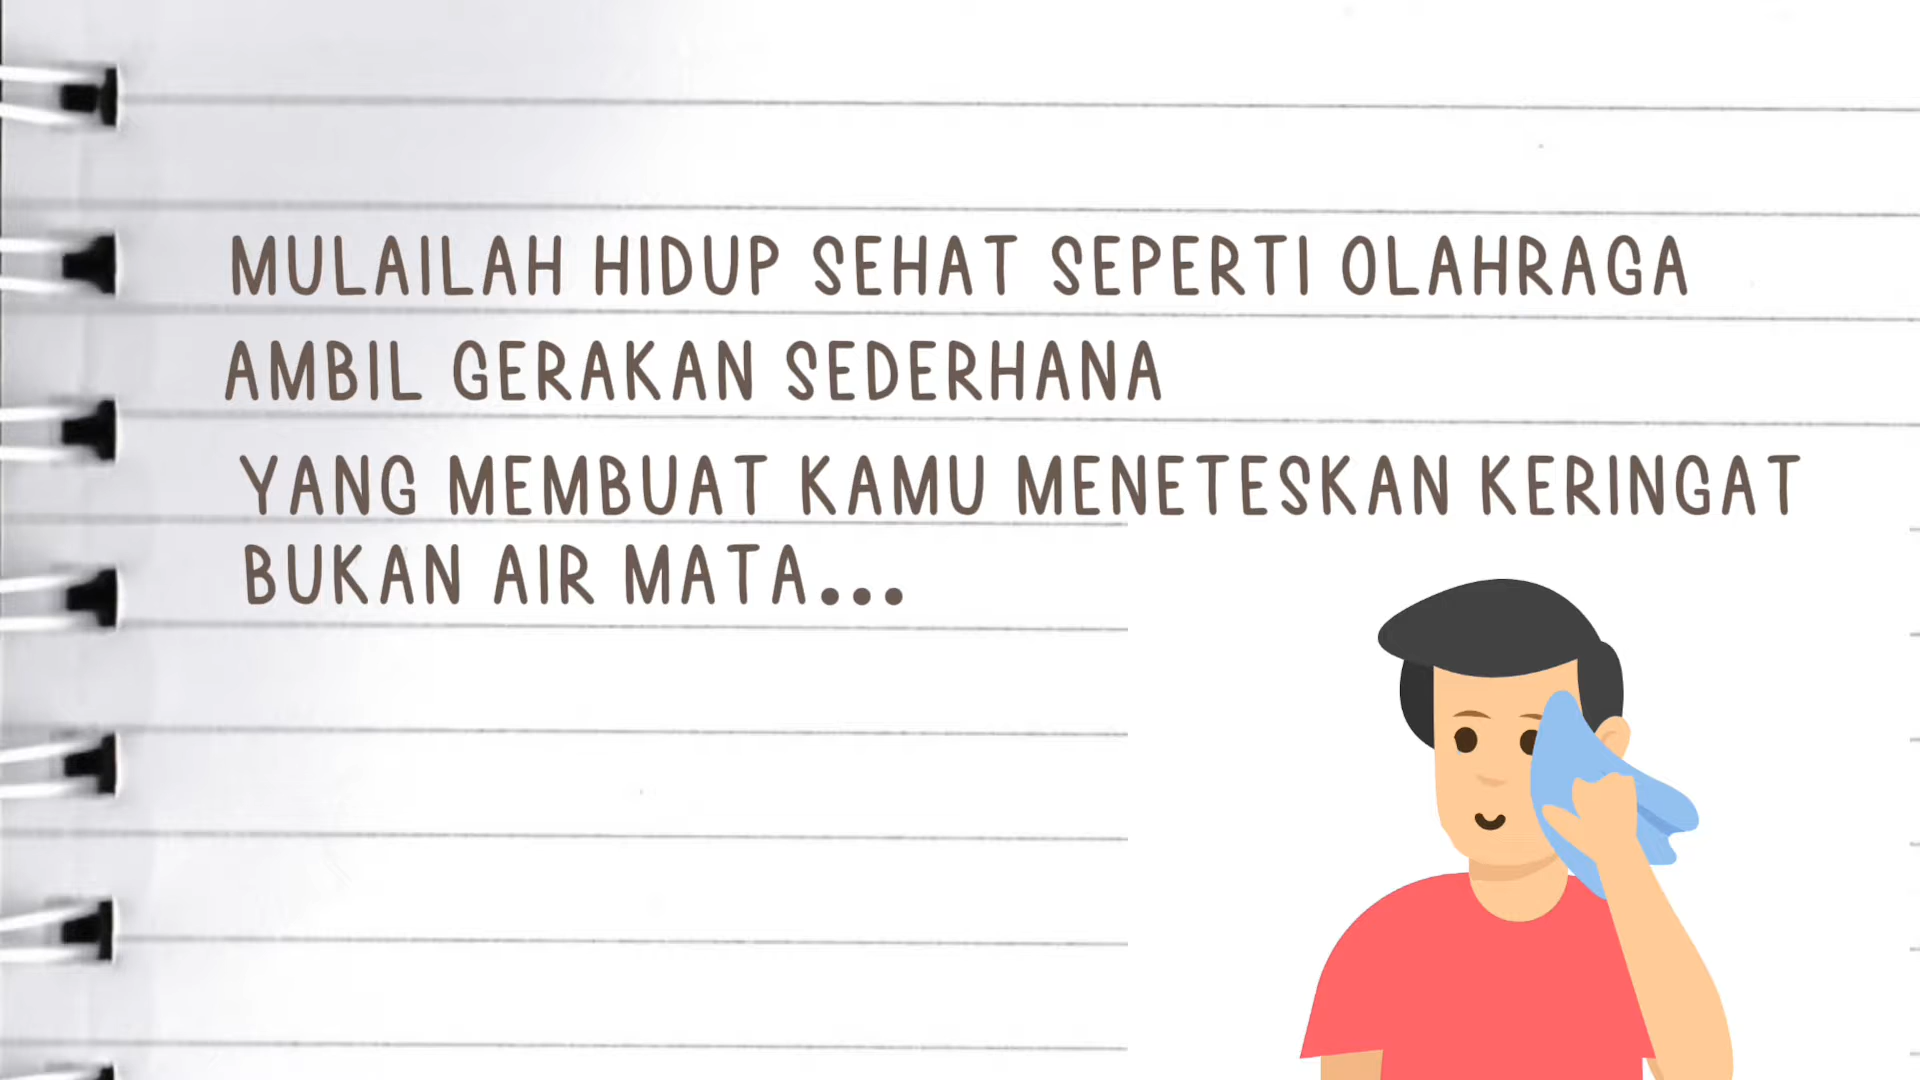 MULAILAH HIDUP SEHAT SEPERTI OLAHRAGA
AMBIL GERAKAN SEDERHANA
YANG MEMBUAT KAMU MENETESKAN KERINGAT
BUKAN AIR MATA...